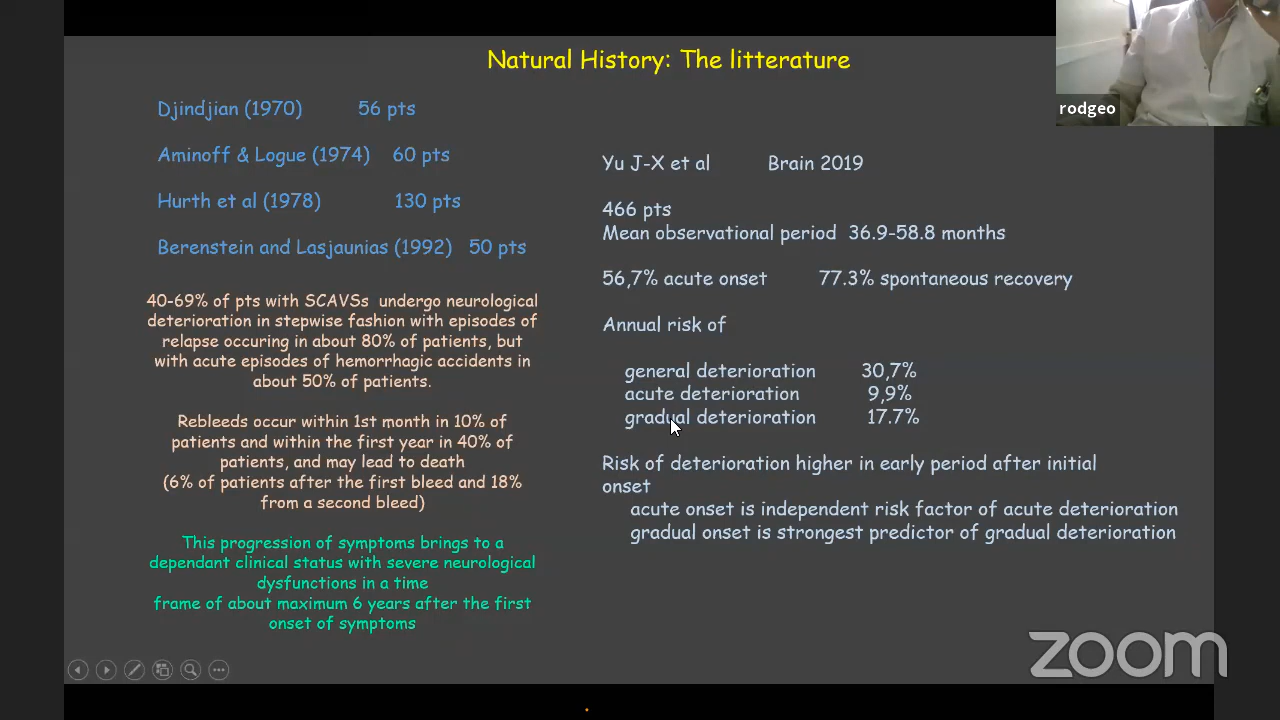 Natural History: The litterature
rodgeo
Djindjian (1970) 56 pts
Aminoff & Logue (1974) 60 pts
Hurth et al (1978) 130 pts
Berenstein and Lasjaunias (1992) 50 pts
40-69% of pts with SCAVSs undergo neurological
deterioration in stepwise fashion with episodes of
relapse occuring in about 80% of patients, but
with acute episodes of hemorrhagic accidents in
about 50% of patients.
Rebleeds occur within 1st month in 10% of
patients and within the first year in 40% of
patients, and may lead to death
(6% of patients after the first bleed and 18%
from a second bleed)
This progression of symptoms brings to a
dependant clinical status with severe neurological
dysfunctions in a time
frame of about maximum 6 years after the first
onset of symptoms
Yu J-X et al Brain 2019
466 pts
Mean observational period 36.9-58.8 months
56,7% acute onset 77.3% spontaneous recovery
Annual risk of
general deterioration 30,7%
acute deterioration 9,9%
gradual deterioration 17.7%
Risk of deterioration higher in early period after initial
onset
acute onset is independent risk factor of acute deterioration
gradual onset is strongest predictor of gradual deterioration
zoom